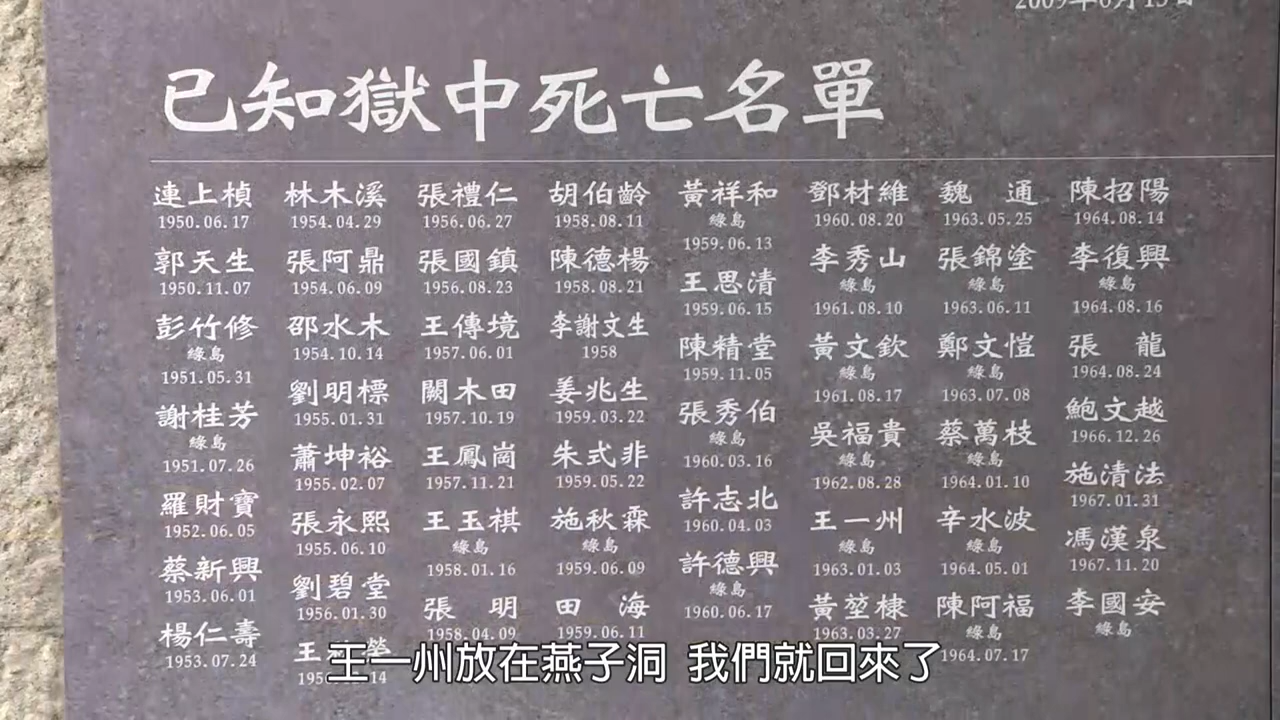 2009年6月15日
已知獄中死亡名單
連上楨
1950.06.17
郭天生
1950.11.07
彭竹修
綠島
1951.05.31
謝桂芳
綠島
1951.07.26
羅財寶
1952.06.05
蔡新興
1953.06.01
楊仁壽
1953.07.24
林木溪
1954.04.29
張阿鼎
1954.06.09
邵水木
1954.10.14
劉明標
1955.01.31
蕭坤裕
1955.02.07
張永熙
1955.06.10
劉碧堂
1956.01.30
王
張禮仁
1956.06.27
張國鎮
1956.08.23
王傳境
1957.06.01
闕木田
1957.10.19
王鳳崗
1957.11.21
王玉祺
綠島
1958.01.16
張 明
1958.04.09
胡伯齡
1958.08.11
陳德楊
1958.08.21
李謝文生
1958
姜兆生
1959.03.22
朱式非
1959.05.22
施秋霖
綠島
1959.06.09
田 海
1959.06.11
黃祥和
綠島
1959.06.13
王思清
1959.06.15
陳精堂
1959.11.05
張秀伯
綠島
1960.03.16
許志北
1960.04.03
許德興
綠島
1960.06.17
鄧材維
1960.08.20
李秀山
綠島
1961.08.10
黃文欽
綠島
1961.08.17
吳福貴
綠島
1962.08.28
王一州
綠島
1963.01.03
黃堃棣
1963.03.27
魏 通
1963.05.25
張錦塗
綠島
1963.06.11
鄭文愷
綠島
1963.07.08
蔡萬枝
綠島
1964.01.10
辛水波
綠島
1964.05.01
陳阿福
綠島
1964.07.17
陳招陽
1964.08.14
李復興
綠島
1964.08.16
張 龍
1964.08.24
鮑文越
1966.12.26
施清法
1967.01.31
馮漢泉
1967.11.20
李國安
綠島
王一州放在燕子洞 我們就回來了